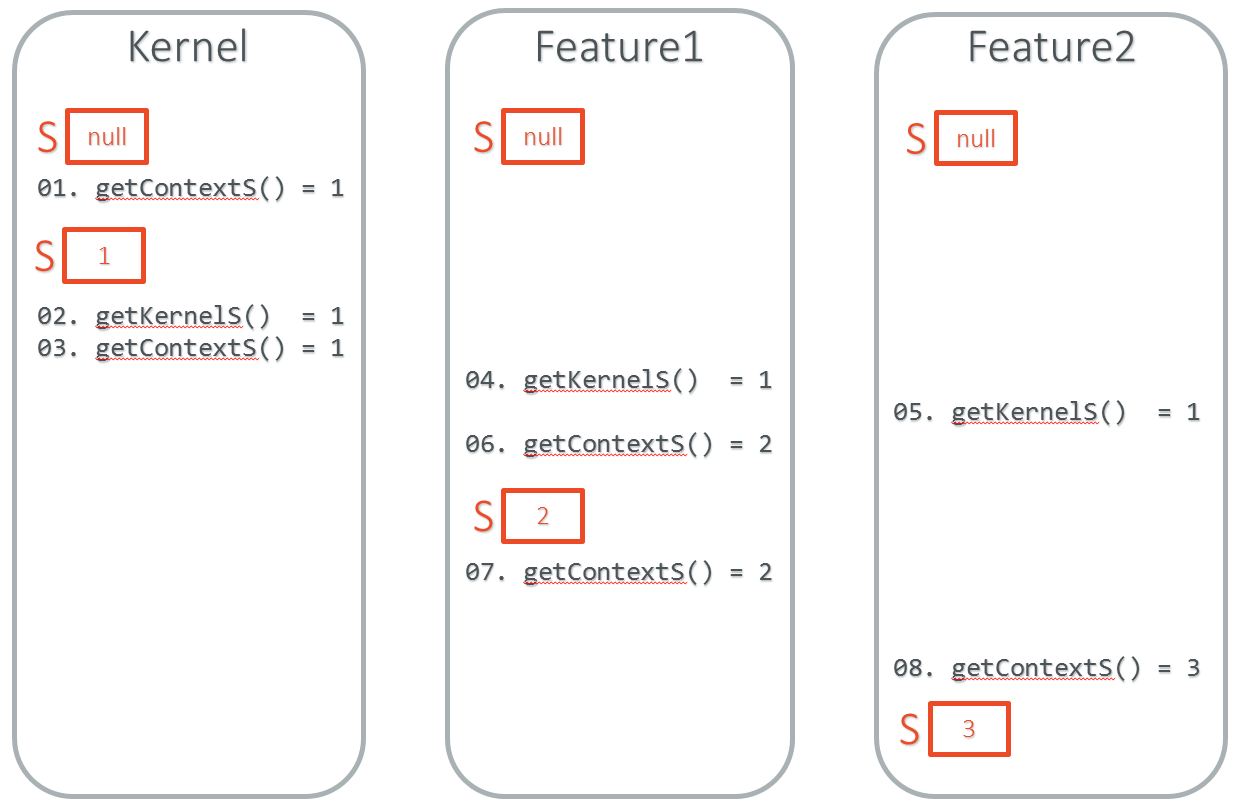 Kernel
S null
01. getContextS() = 1
S 1
02. getKernelS()  = 1
03. getContextS() = 1
Feature1
S null
04. getKernelS()  = 1
06. getContextS() = 2
S 2
07. getContextS() = 2
Feature2
S null
05. getKernelS()  = 1
08. getContextS() = 3
S 3